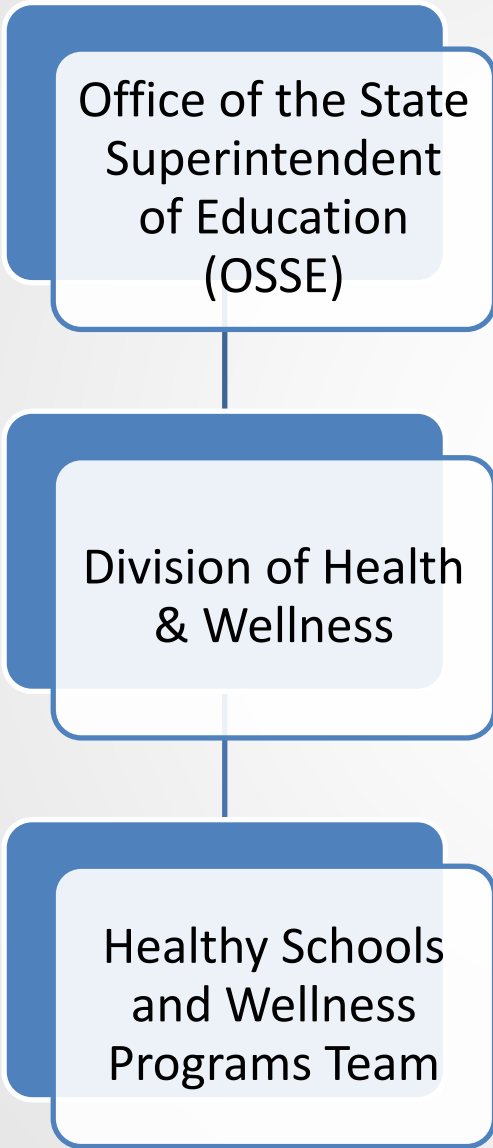 Office of the State
Superintendent
of Education
(OSSE)
Division of Health
& Wellness
Healthy Schools
and Wellness
Programs Team